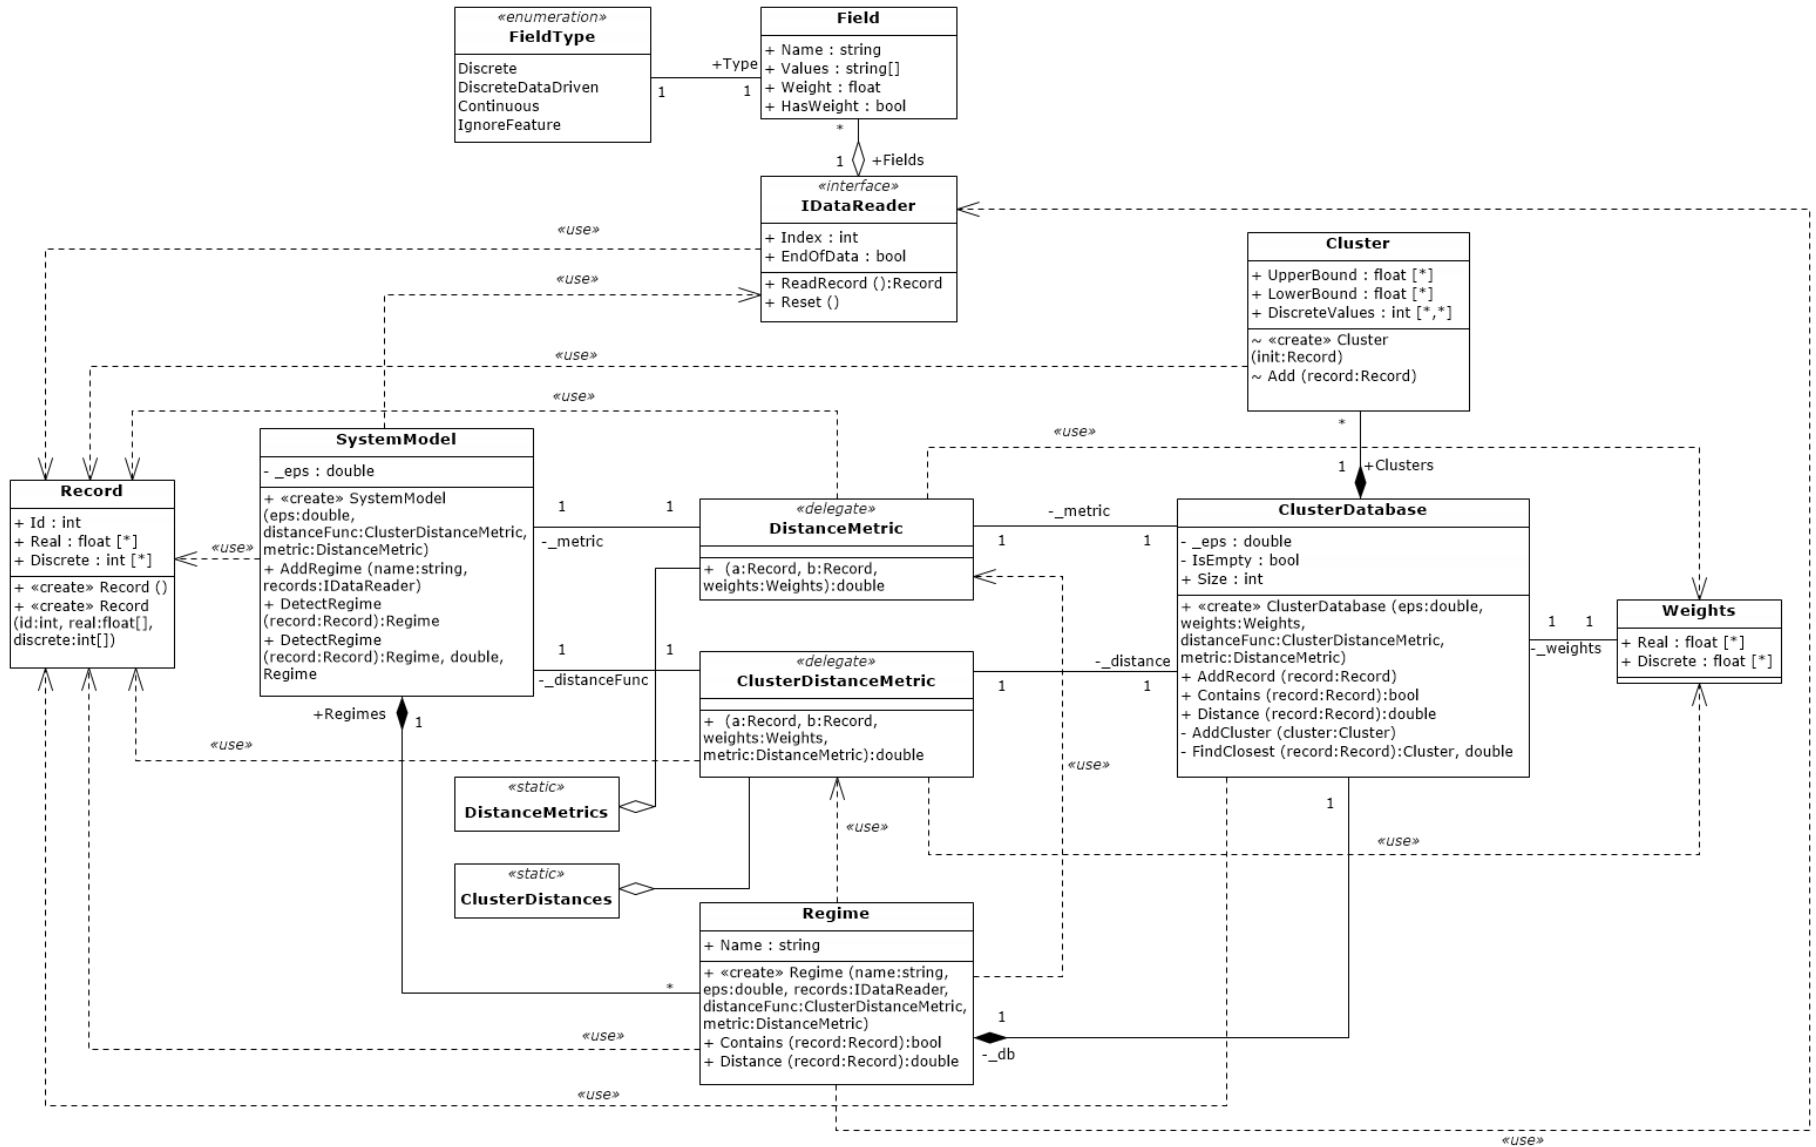 «enumeration»
FieldType
Discrete
DiscreteDataDriven
Continuous
IgnoreFeature
1
+Type
1
Field
+ Name : string
+ Values : string[]
+ Weight : float
+ HasWeight : bool
*
1
+Fields
«interface»
IDataReader
+ Index : int
+ EndOfData : bool
+ ReadRecord ():Record
+ Reset ()
«use»
«use»
«use»
«use»
Cluster
+ UpperBound : float [*]
+ LowerBound : float [*]
+ DiscreteValues : int [*,*]
~ «create» Cluster
(init:Record)
~ Add (record:Record)
*
1
+Clusters
«use»
Record
+ Id : int
+ Real : float [*]
+ Discrete : int [*]
+ «create» Record ()
+ «create» Record
(id:int, real:float[],
discrete:int[])
«use»
SystemModel
- _eps : double
+ «create» SystemModel
(eps:double,
distanceFunc:ClusterDistanceMetric,
metric:DistanceMetric)
+ AddRegime (name:string,
records:IDataReader)
+ DetectRegime
(record:Record):Regime
+ DetectRegime
(record:Record):Regime, double,
Regime
1
1
-_metric
1
1
-_distanceFunc
+Regimes
1
«delegate»
DistanceMetric
+  (a:Record, b:Record,
weights:Weights):double
-_metric
1
1
«delegate»
ClusterDistanceMetric
+  (a:Record, b:Record,
weights:Weights,
metric:DistanceMetric):double
-_distance
1
1
ClusterDatabase
- _eps : double
- IsEmpty : bool
+ Size : int
+ «create» ClusterDatabase (eps:double,
weights:Weights,
distanceFunc:ClusterDistanceMetric,
metric:DistanceMetric)
+ AddRecord (record:Record)
+ Contains (record:Record):bool
+ Distance (record:Record):double
- AddCluster (cluster:Cluster)
- FindClosest (record:Record):Cluster, double
1
1
-_weights
Weights
+ Real : float [*]
+ Discrete : float [*]
«use»
«use»
«static»
DistanceMetrics
«use»
1
«use»
«static»
ClusterDistances
Regime
+ Name : string
+ «create» Regime (name:string,
eps:double, records:IDataReader,
distanceFunc:ClusterDistanceMetric,
metric:DistanceMetric)
+ Contains (record:Record):bool
+ Distance (record:Record):double
*
1
-_db
«use»
«use»
«use»